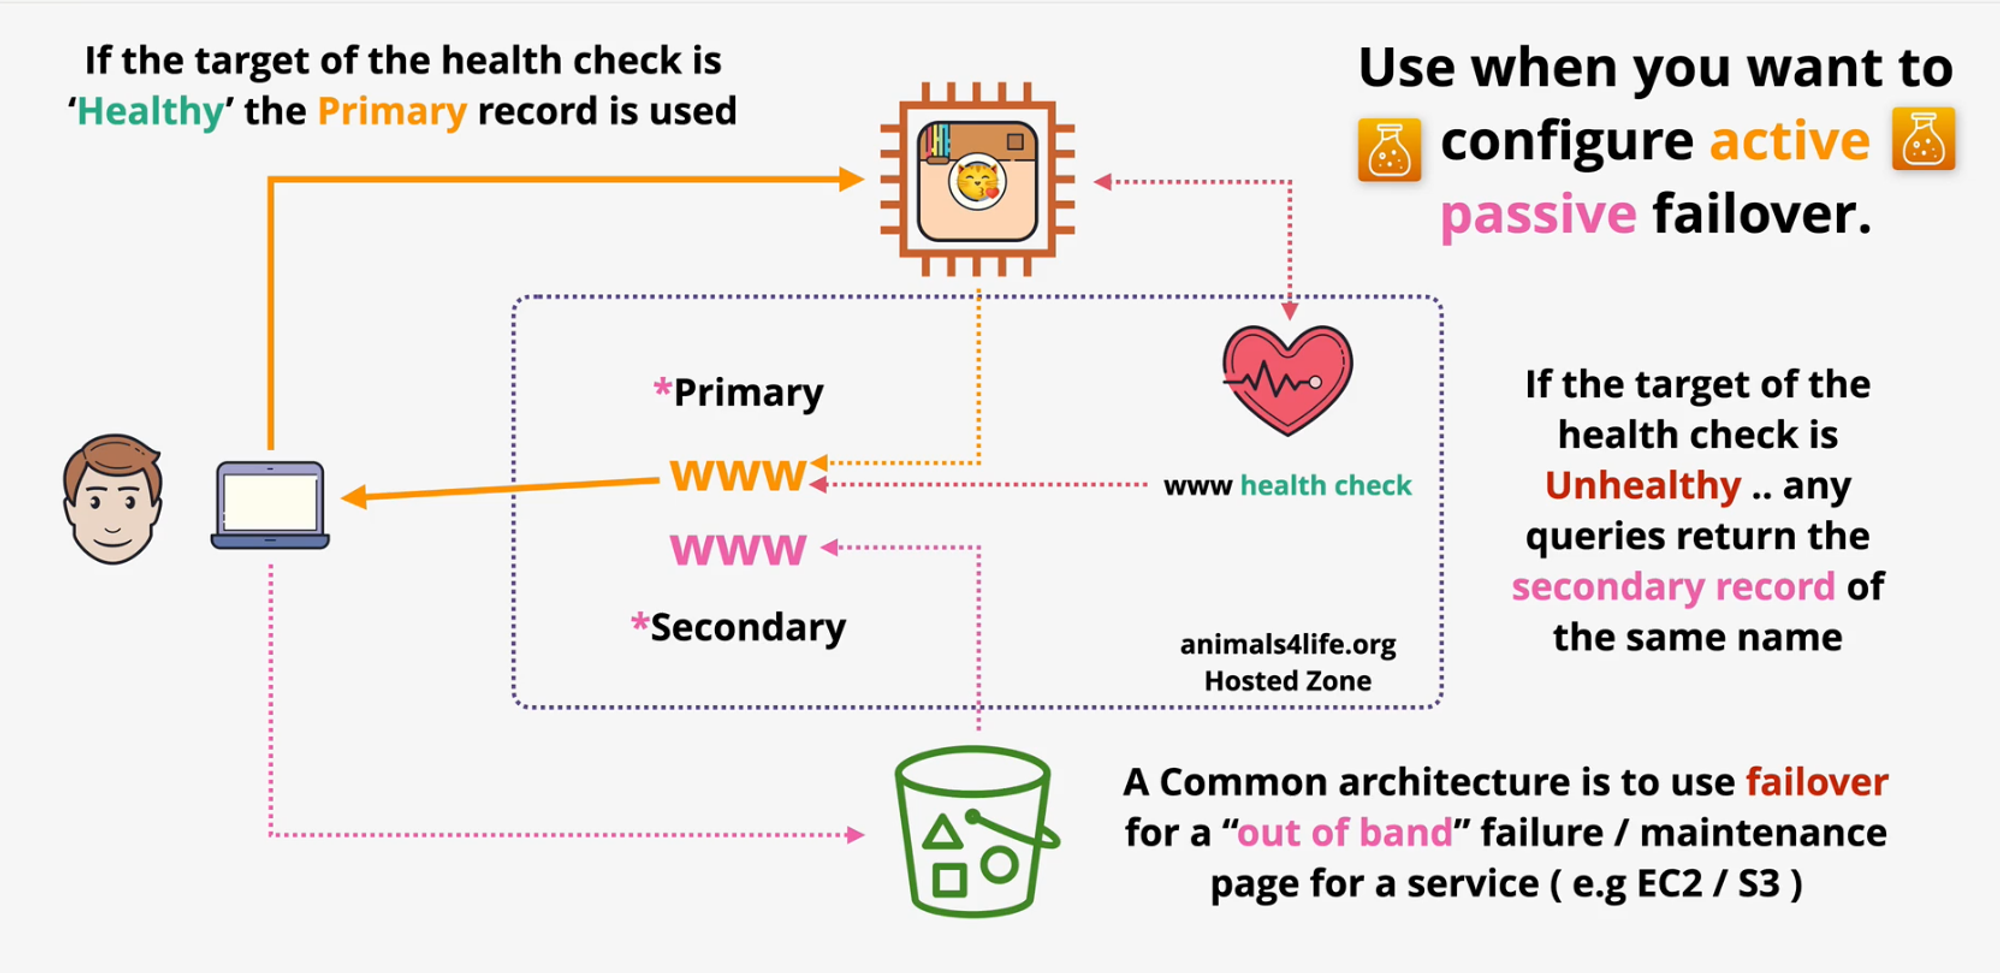 If the target of the health check is
‘Healthy’ the Primary record is used
Use when you want to
configure active
passive failover.
*Primary
www
www health check
www
*Secondary
animals4life.org
Hosted Zone
If the target of the
health check is
Unhealthy .. any
queries return the
secondary record of
the same name
A Common architecture is to use failover
for a “out of band” failure / maintenance
page for a service ( e.g EC2 / S3 )